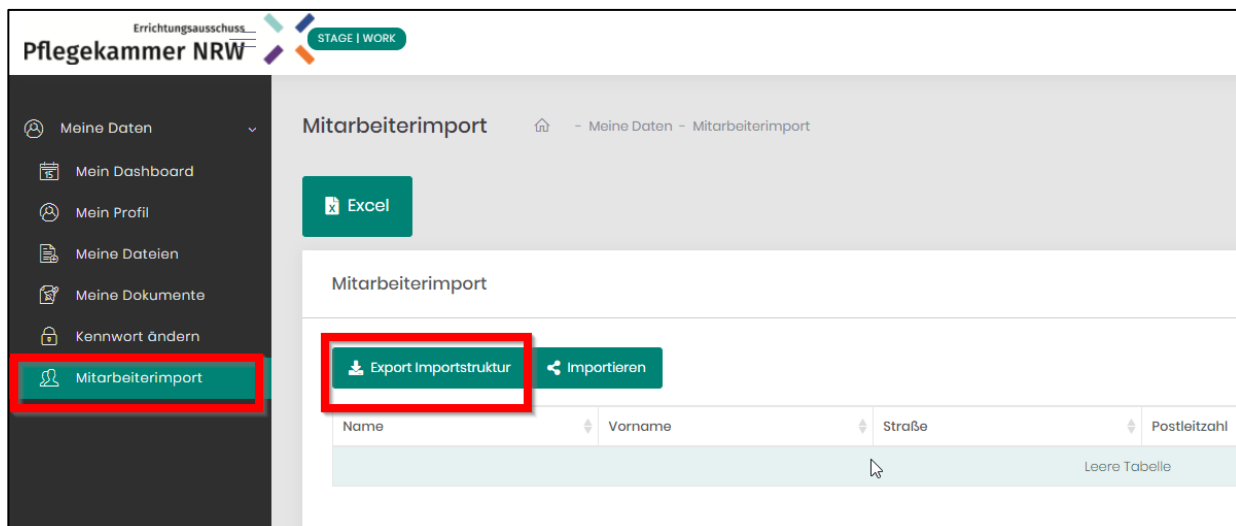 Errichtungsausschuss
Pflegekammer NRW
STAGE | WORK
Meine Daten
15
Mein Dashboard
Mein Profil
Meine Dateien
Meine Dokumente
Kennwort ändern
Mitarbeiterimport
Mitarbeiterimport - Meine Daten - Mitarbeiterimport
Excel
Mitarbeiterimport
Export Importstruktur Importieren
Name Vorname Straße Postleitzahl
Leere Tabelle